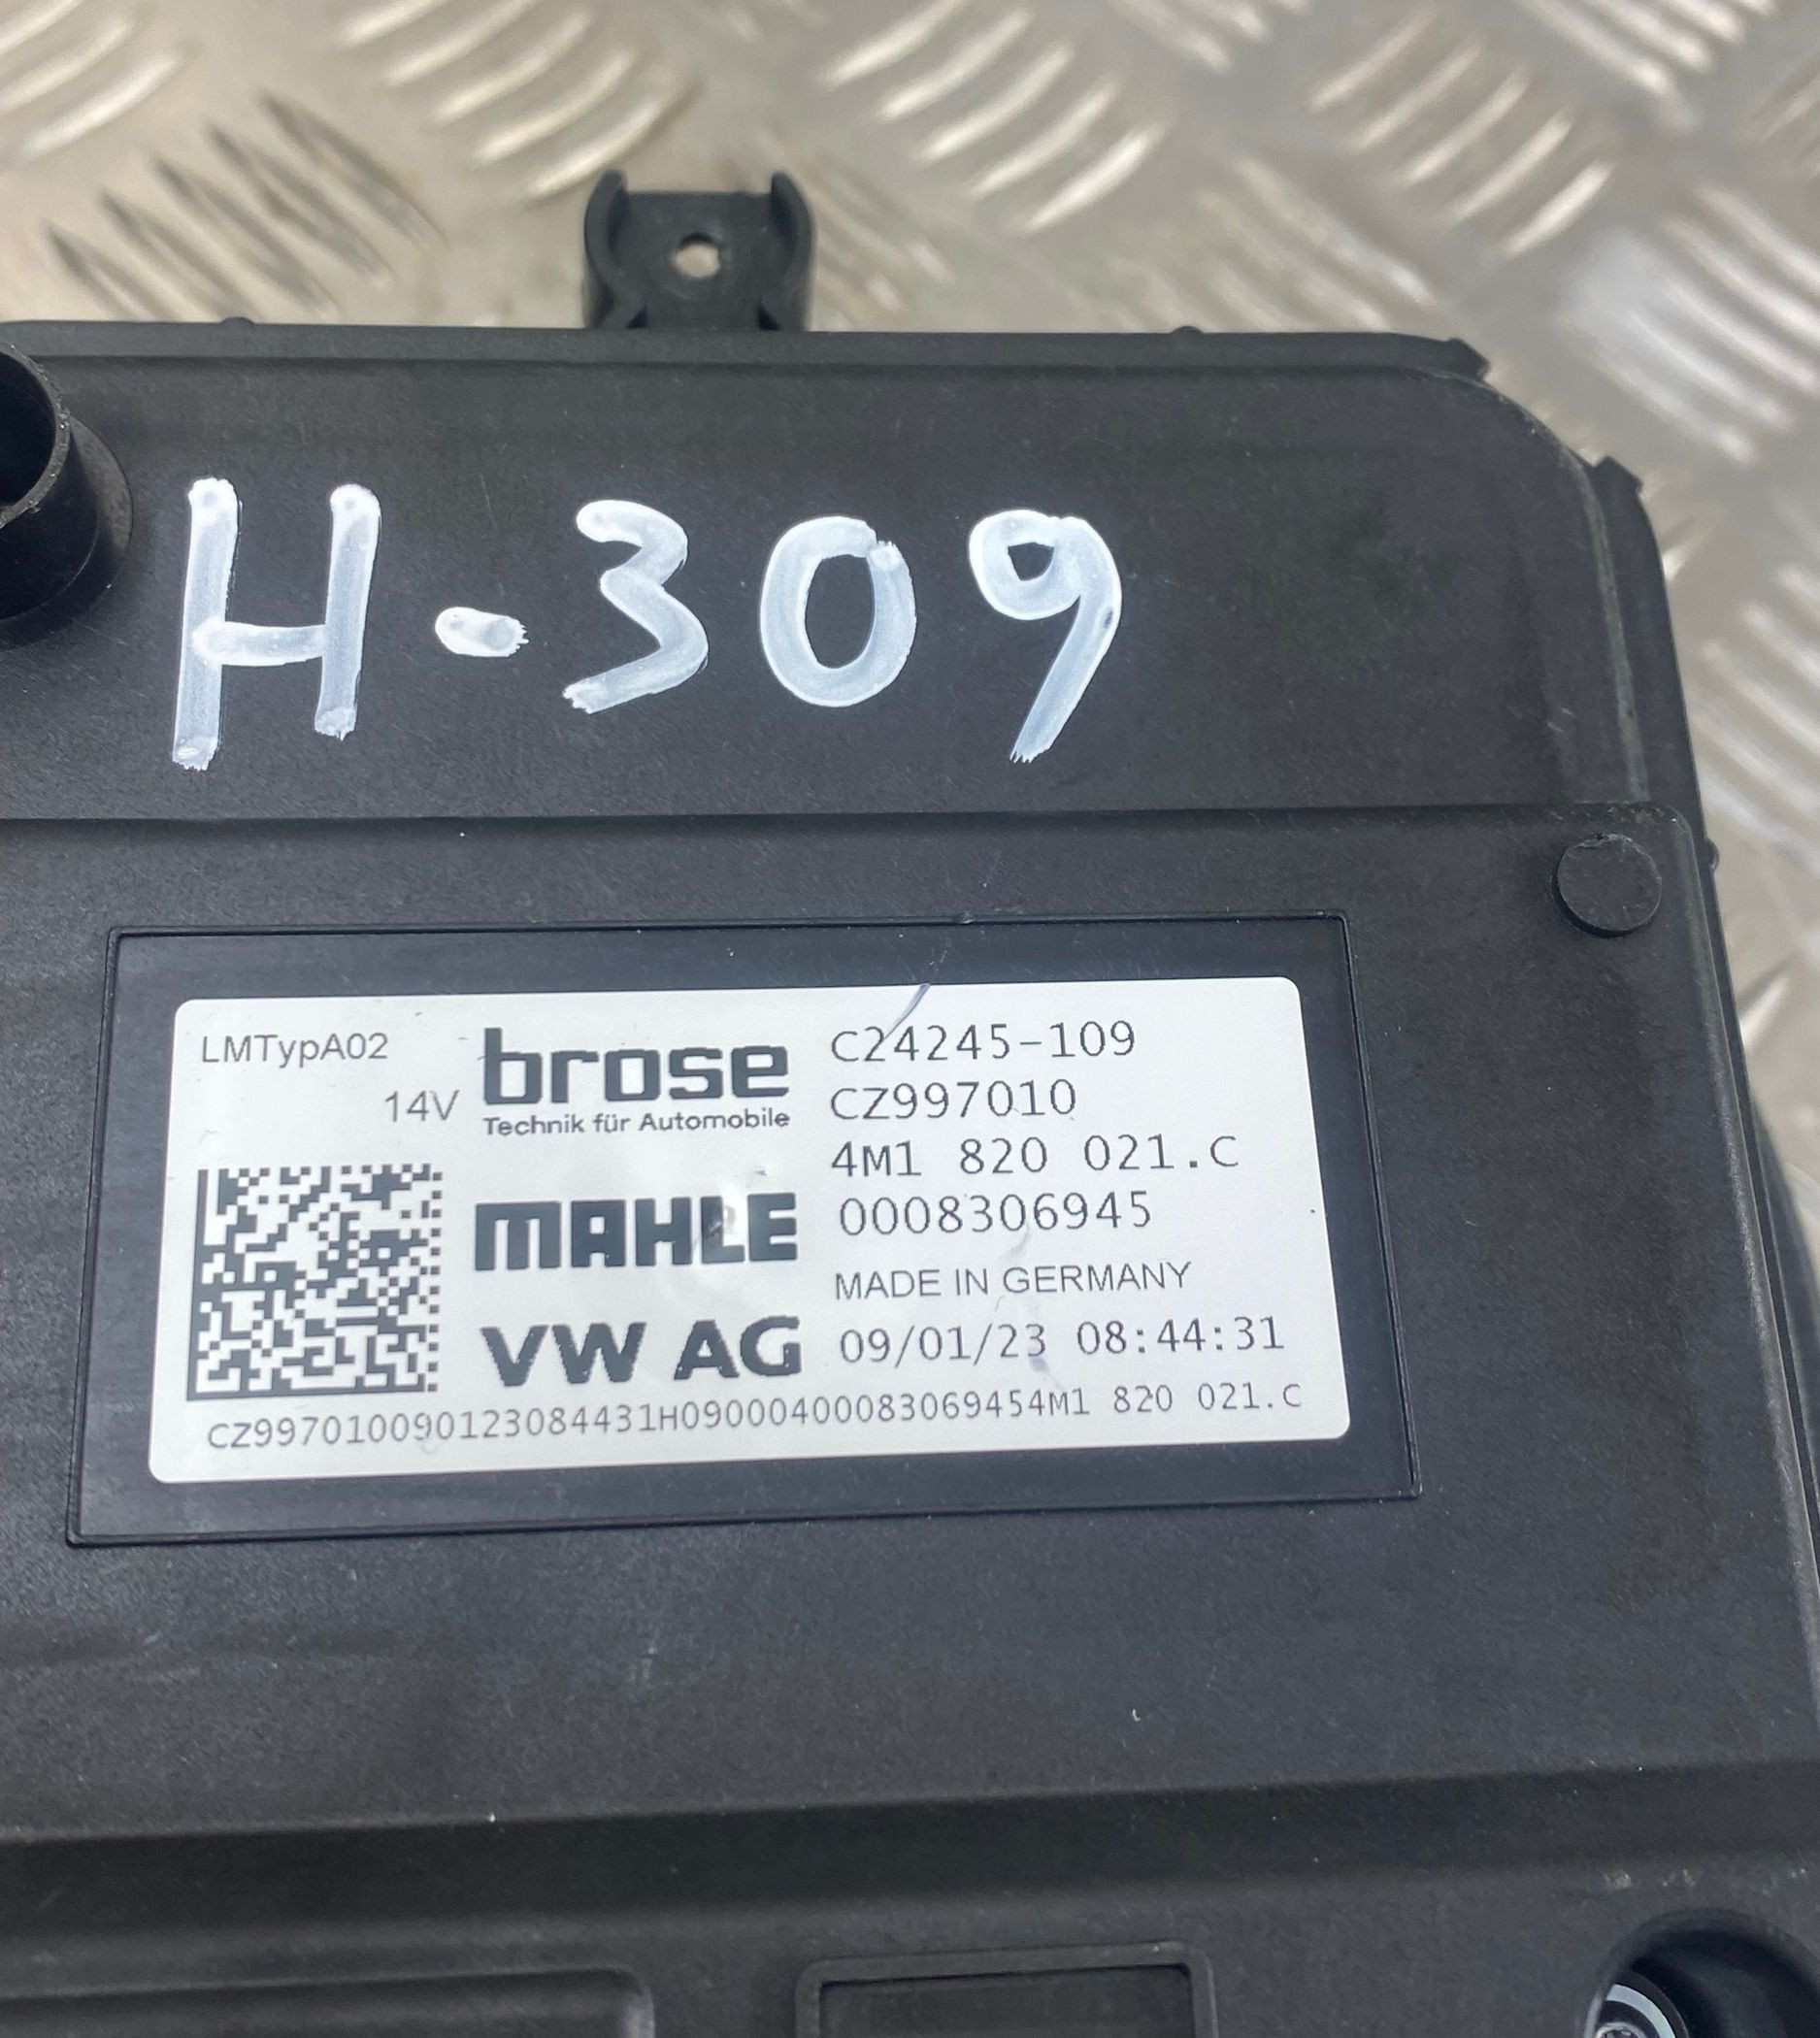 H-309
LMTypA02
14V
brose
Technik für Automobile
MAHLE
VW AG
C24245-109
CZ997010
4M1 820 021.C
0008306945
MADE IN GERMANY
09/01/23 08:44:31
CZ997010090123084431H09000400083069454M1 820 021.C